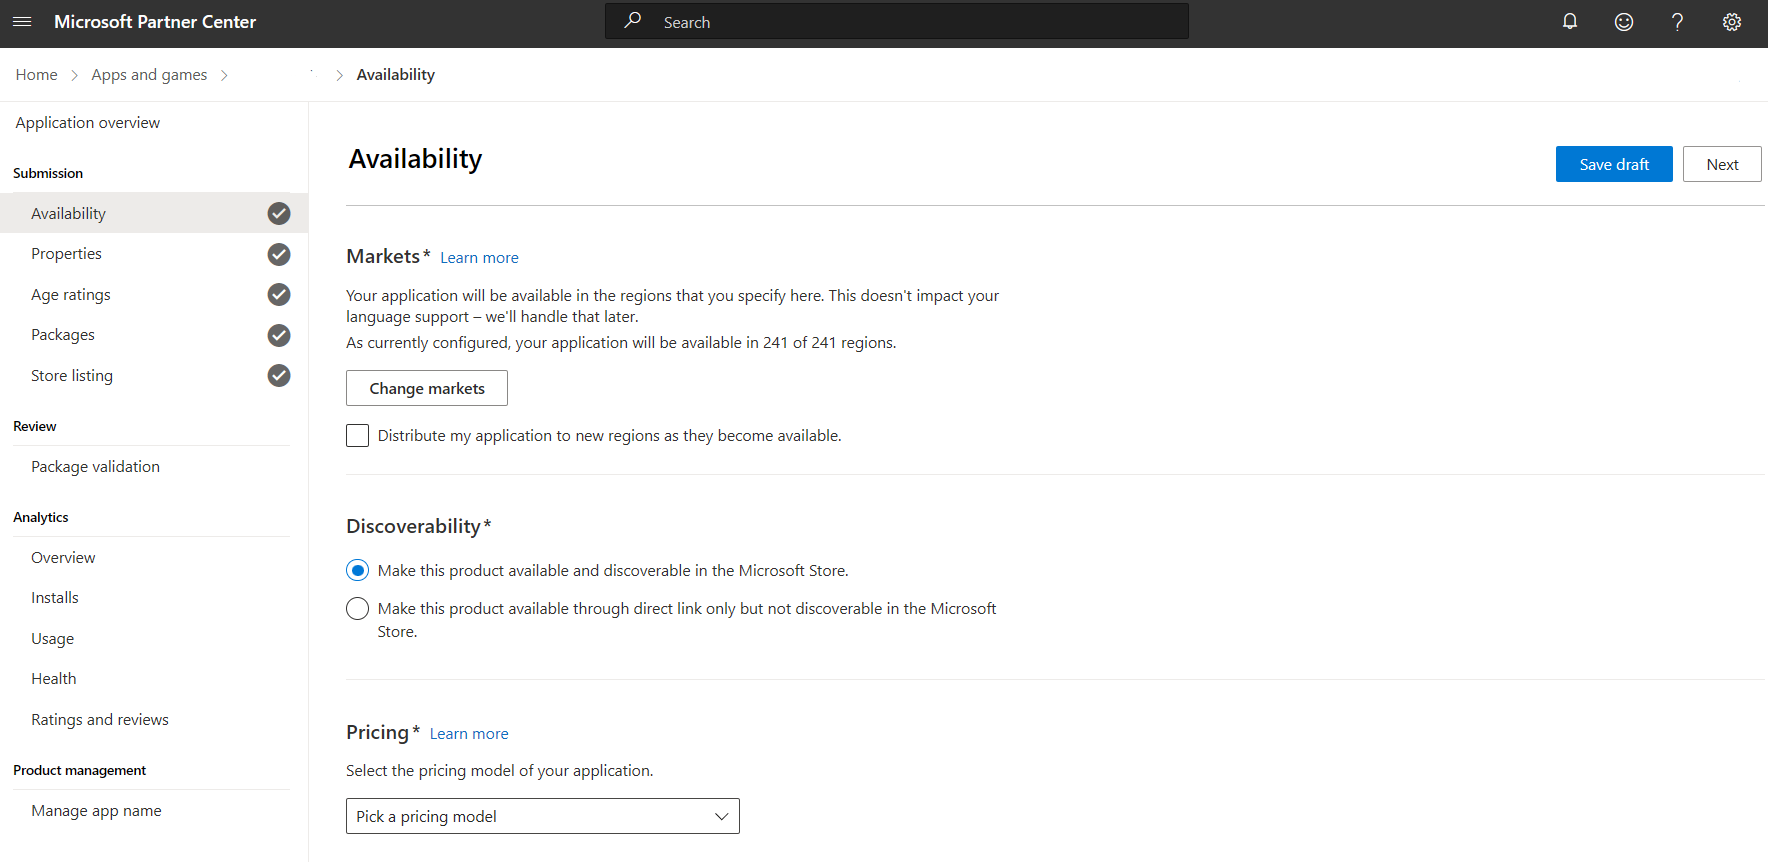 Microsoft Partner Center
Search
Home > Apps and games > > Availability
Application overview
Submission
Availability
Properties
Age ratings
Packages
Store listing
Review
Package validation
Analytics
Overview
Installs
Usage
Health
Ratings and reviews
Product management
Manage app name
Availability
Save draft
Next
Markets* Learn more
Your application will be available in the regions that you specify here. This doesn't impact your
language support – we'll handle that later.
As currently configured, your application will be available in 241 of 241 regions.
Change markets
Distribute my application to new regions as they become available.
Discoverability*
Make this product available and discoverable in the Microsoft Store.
Make this product available through direct link only but not discoverable in the Microsoft
Store.
Pricing* Learn more
Select the pricing model of your application.
Pick a pricing model